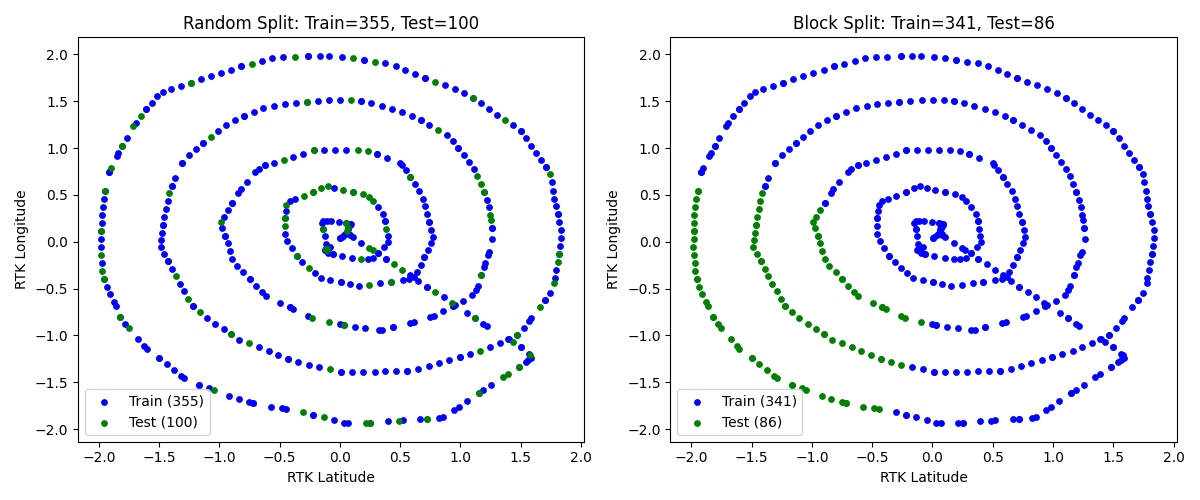 Random Split: Train=355, Test=100
RTK Longitude
2.0
1.5
1.0
0.5
0.0
−0.5
−1.0
−1.5
−2.0
Train (355)
Test (100)
−2.0 −1.5 −1.0 −0.5 0.0 0.5 1.0 1.5 2.0
RTK Latitude
Block Split: Train=341, Test=86
RTK Longitude
2.0
1.5
1.0
0.5
0.0
−0.5
−1.0
−1.5
−2.0
Train (341)
Test (86)
−2.0 −1.5 −1.0 −0.5 0.0 0.5 1.0 1.5 2.0
RTK Latitude